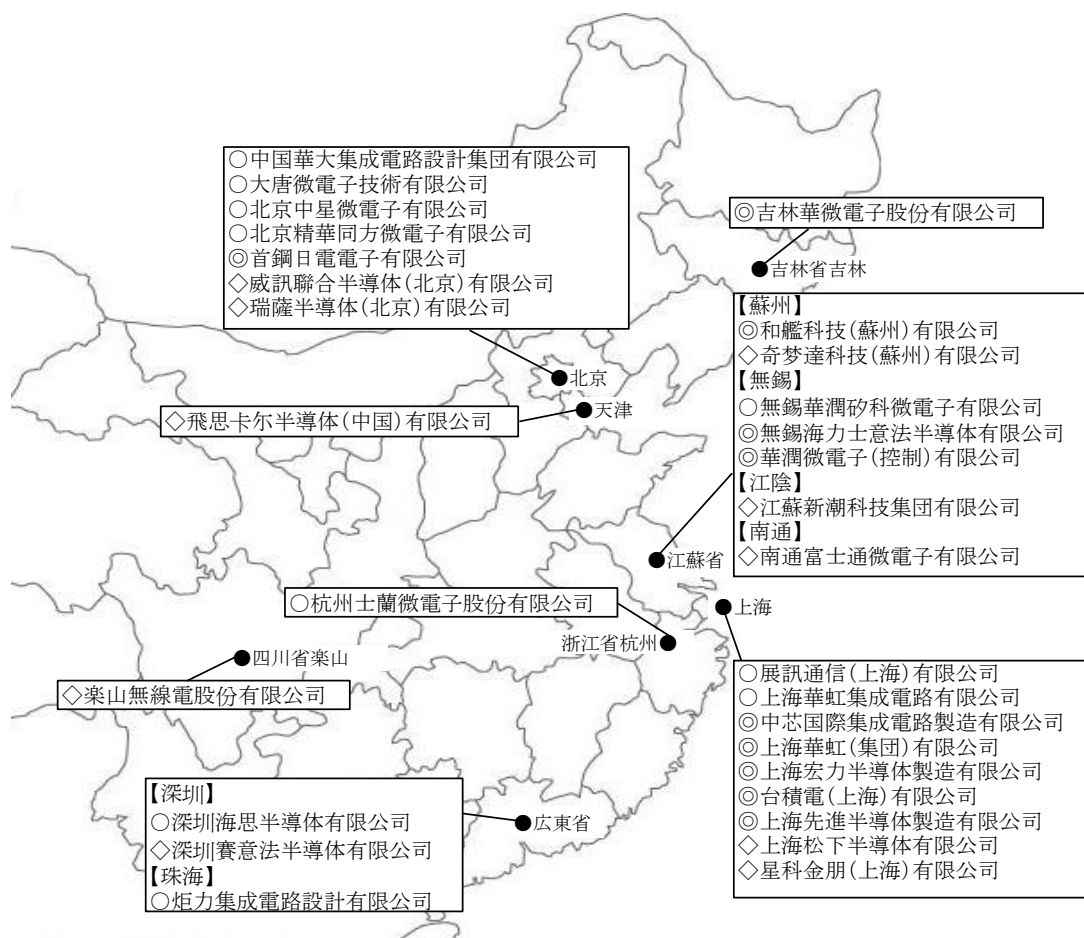 ○中国華大集成電路設計集団有限公司
○大唐微電子技術有限公司
○北京中星微電子有限公司
○北京精華同方微電子有限公司
◎首鋼日電電子有限公司
◇威訊聯合半導体(北京)有限公司
◇瑞薩半導体(北京)有限公司
●北京
◎吉林華微電子股份有限公司
●吉林省吉林
◇飛思卡尔半導体(中国)有限公司
●天津
【蘇州】
◎和艦科技(蘇州)有限公司
◇奇梦達科技(蘇州)有限公司
【無錫】
○無錫華潤矽科微電子有限公司
◎無錫海力士意法半導体有限公司
◎華潤微電子(控制)有限公司
【江陰】
◇江蘇新潮科技集団有限公司
【南通】
◇南通富士通微電子有限公司
●江蘇省
○杭州士蘭微電子股份有限公司
浙江省杭州●
●上海
○展訊通信(上海)有限公司
○上海華虹集成電路有限公司
◎中芯国際集成電路製造有限公司
◎上海華虹(集団)有限公司
◎上海宏力半導体製造有限公司
◎台積電(上海)有限公司
◎上海先進半導体製造有限公司
◇上海松下半導体有限公司
◇星科金朋(上海)有限公司
●四川省楽山
◇楽山無線電股份有限公司
【深圳】
○深圳海思半導体有限公司
◇深圳賽意法半導体有限公司
【珠海】
○炬力集成電路設計有限公司
●広東省